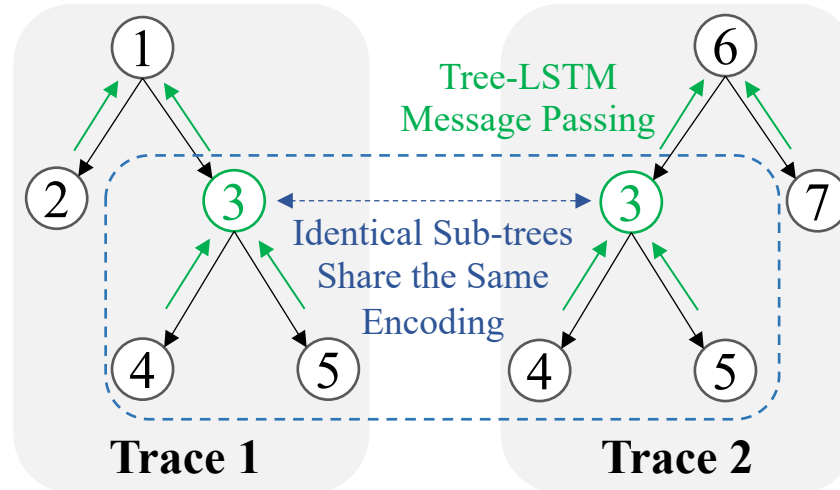 1
6
Tree-LSTM
Message Passing
2
3
3
7
Identical Sub-trees
Share the Same
Encoding
4
5
4
5
Trace 1
Trace 2